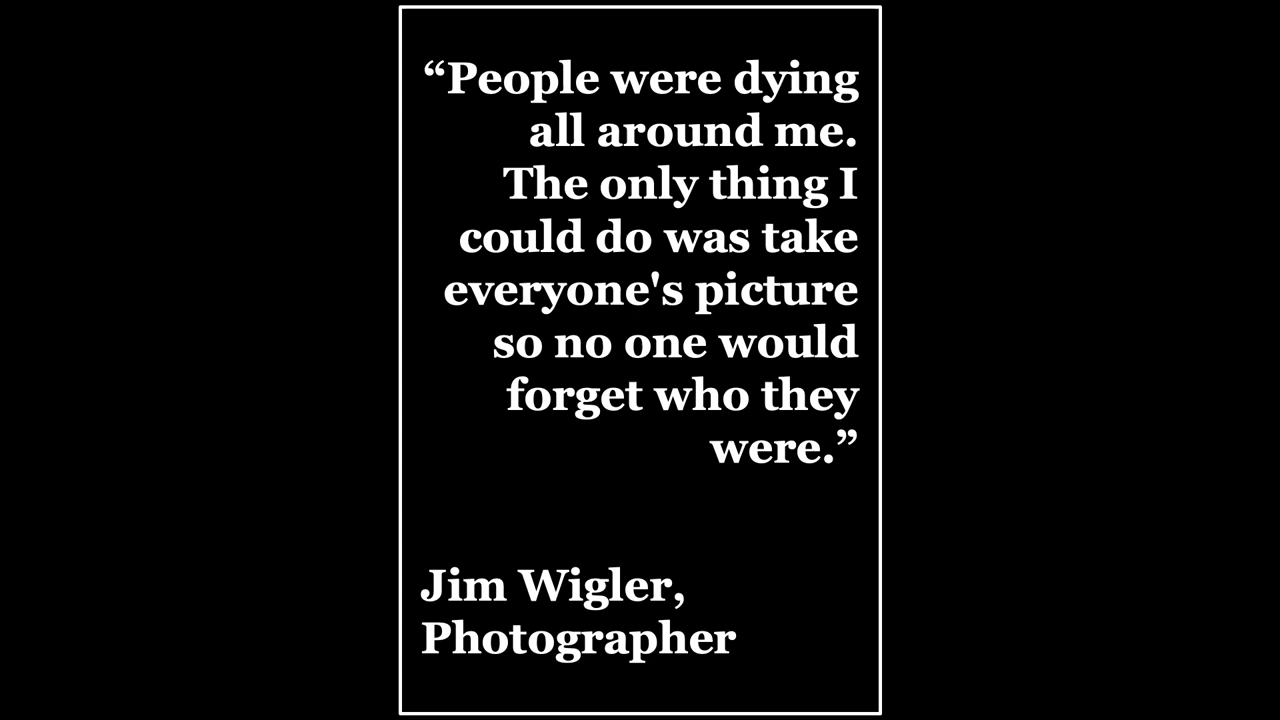 “People were dying
all around me.
The only thing I
could do was take
everyone's picture
so no one would
forget who they
were.”
Jim Wigler,
Photographer